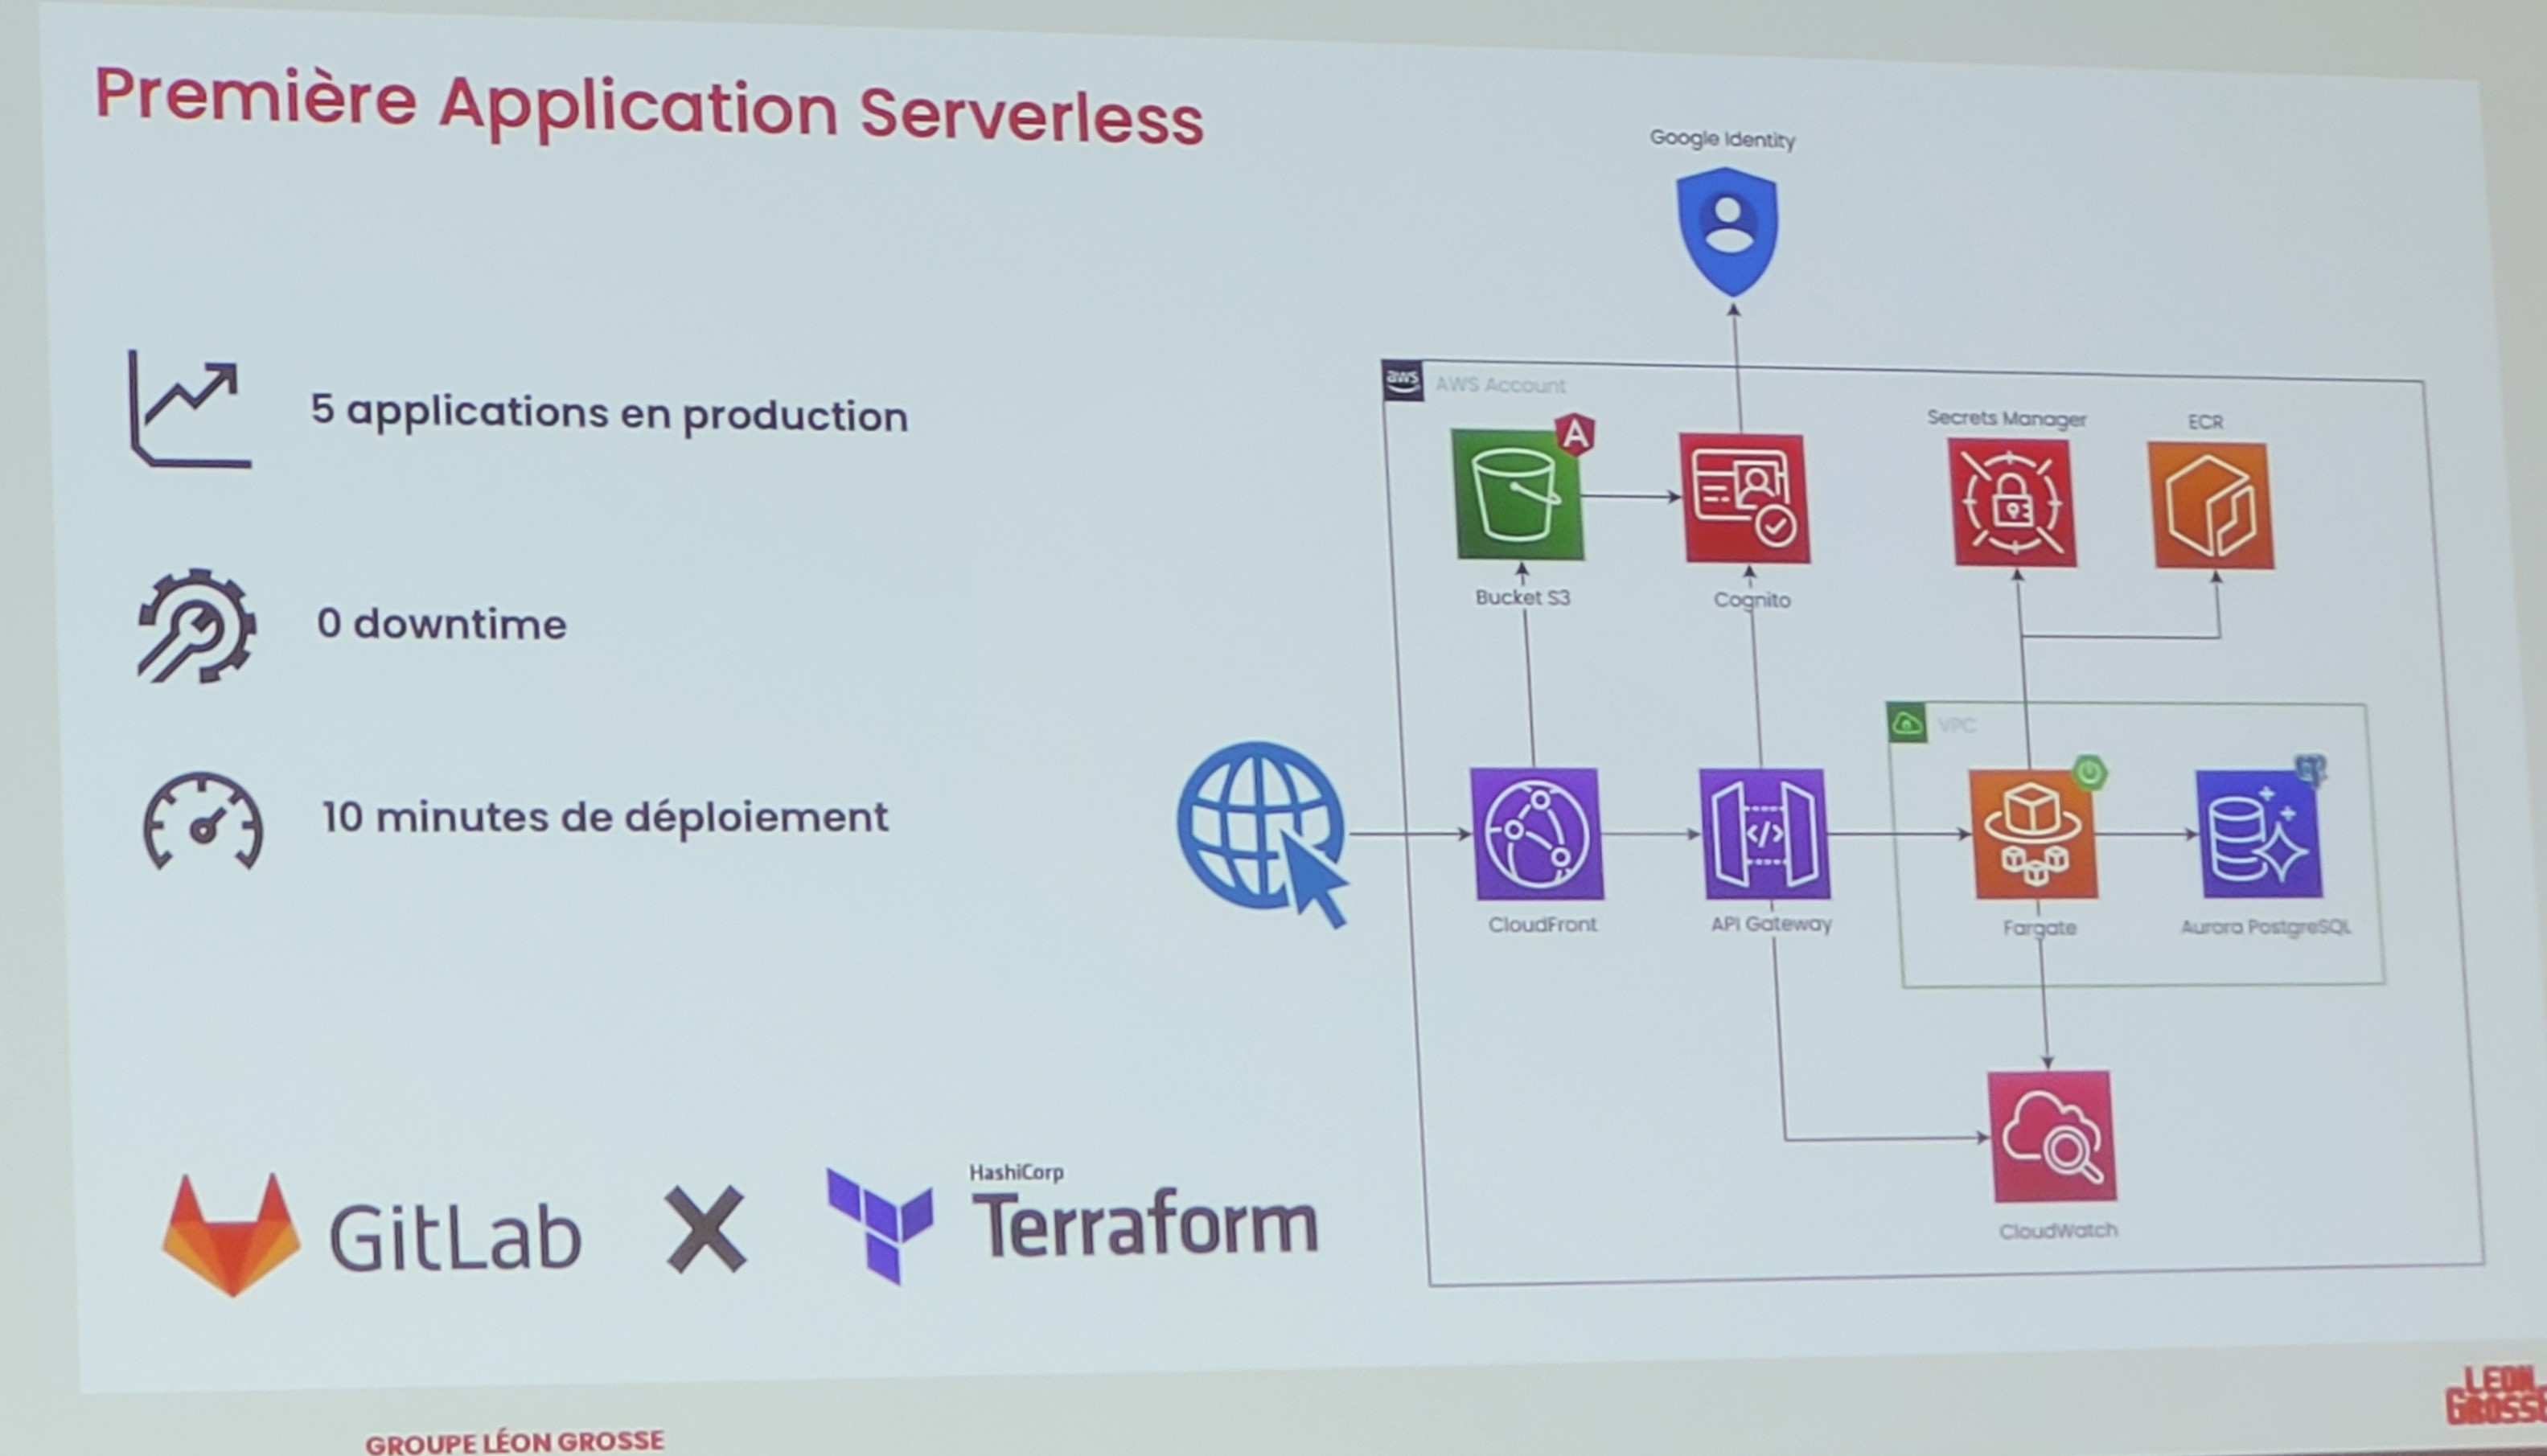 Première Application Serverless
5 applications en production
0 downtime
10 minutes de déploiement
GitLab
HashiCorp
Terraform
Google Identity
aws
AWS Account
Secrets Manager
ECR
Bucket S3
Cognito
VPC
CloudFront
API Gateway
</>
Fargate
Aurora PostgreSQL
CloudWatch
GROUPE LÉON GROSSE
LEON
GROSSE